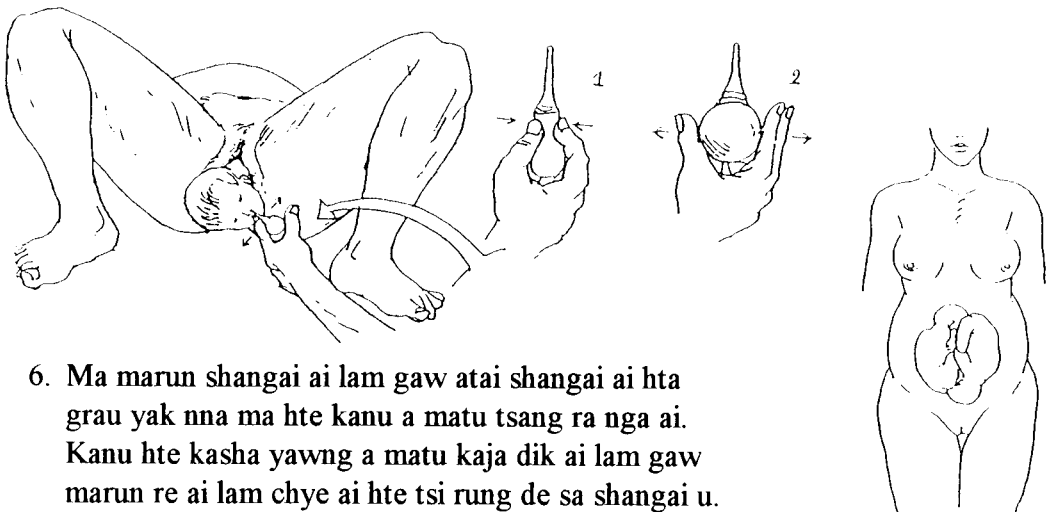 1
2
6. Ma marun shangai ai lam gaw atai shangai ai hta
grau yak nna ma hte kanu a matu tsang ra nga ai.
Kanu hte kasha yawng a matu kaja dik ai lam gaw
marun re ai lam chye ai hte tsi rung de sa shangai u.